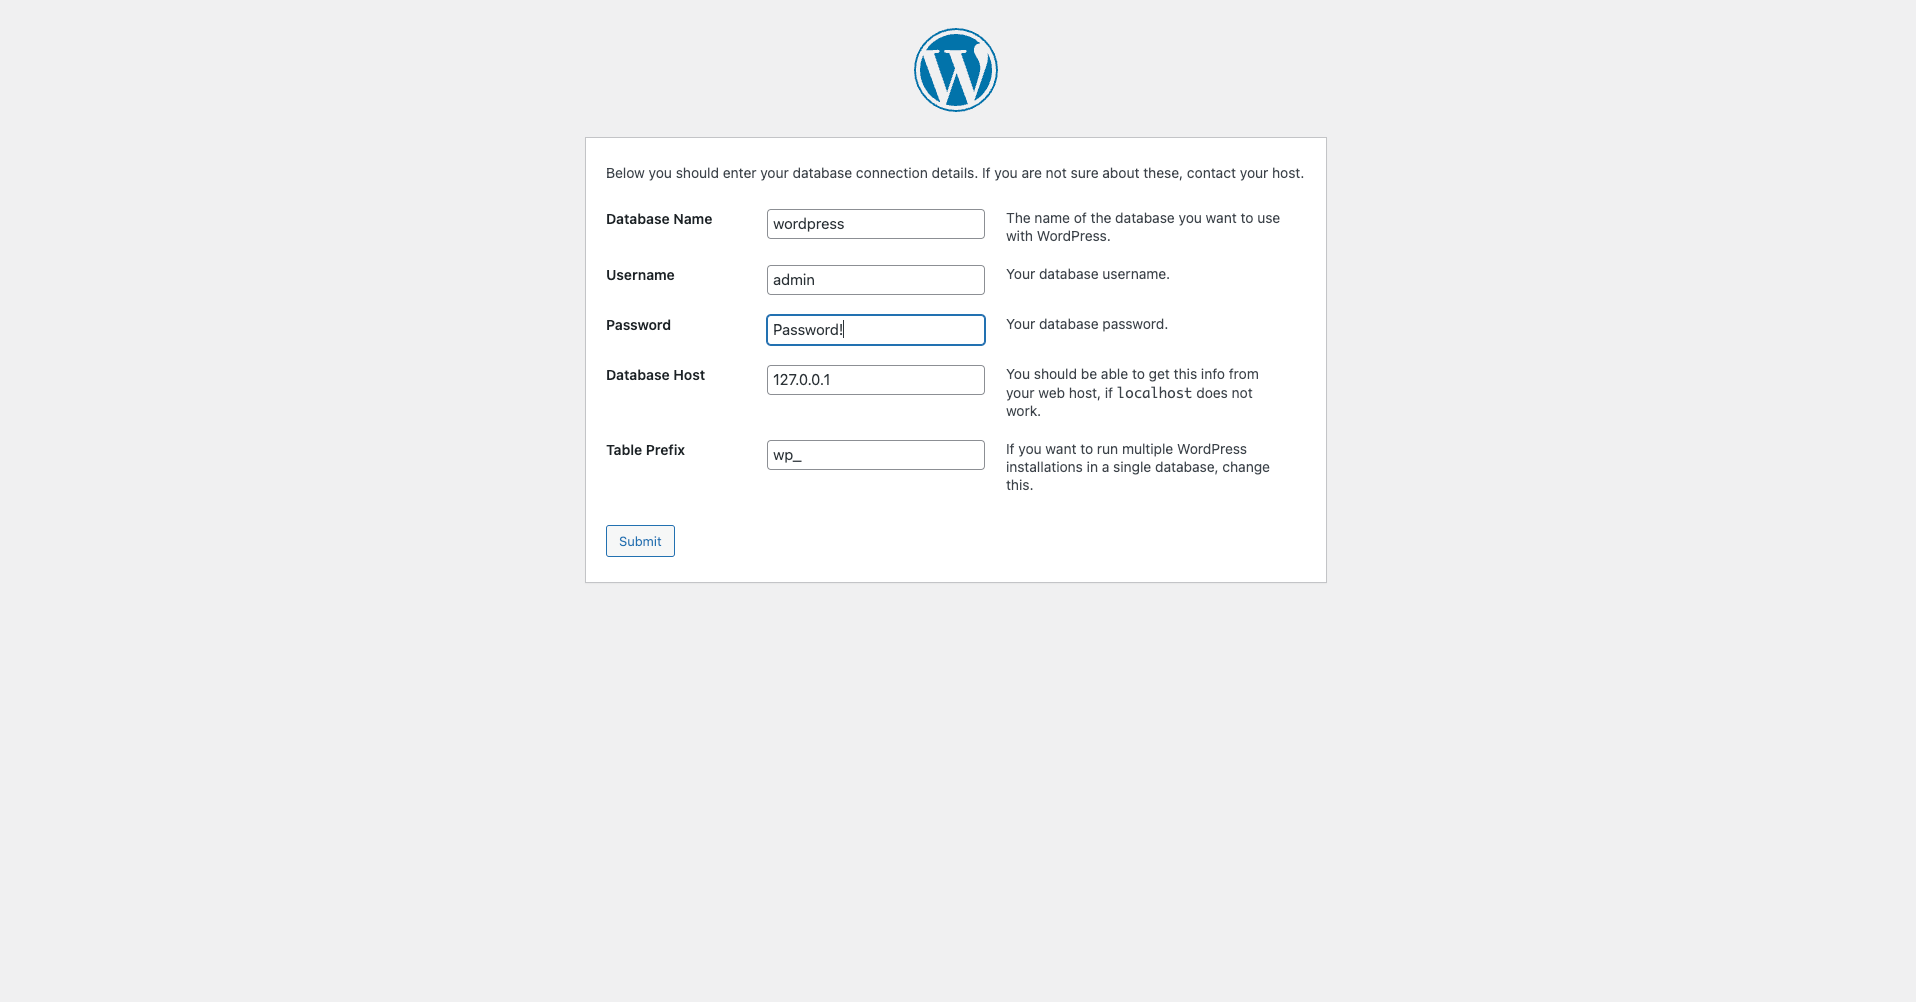 Below you should enter your database connection details. If you are not sure about these, contact your host.
Database Name
wordpress
The name of the database you want to use
with WordPress.
Username
admin
Your database username.
Password
Password!
Your database password.
Database Host
127.0.0.1
You should be able to get this info from
your web host, if localhost does not
work.
Table Prefix
wp_
If you want to run multiple WordPress
installations in a single database, change
this.
Submit